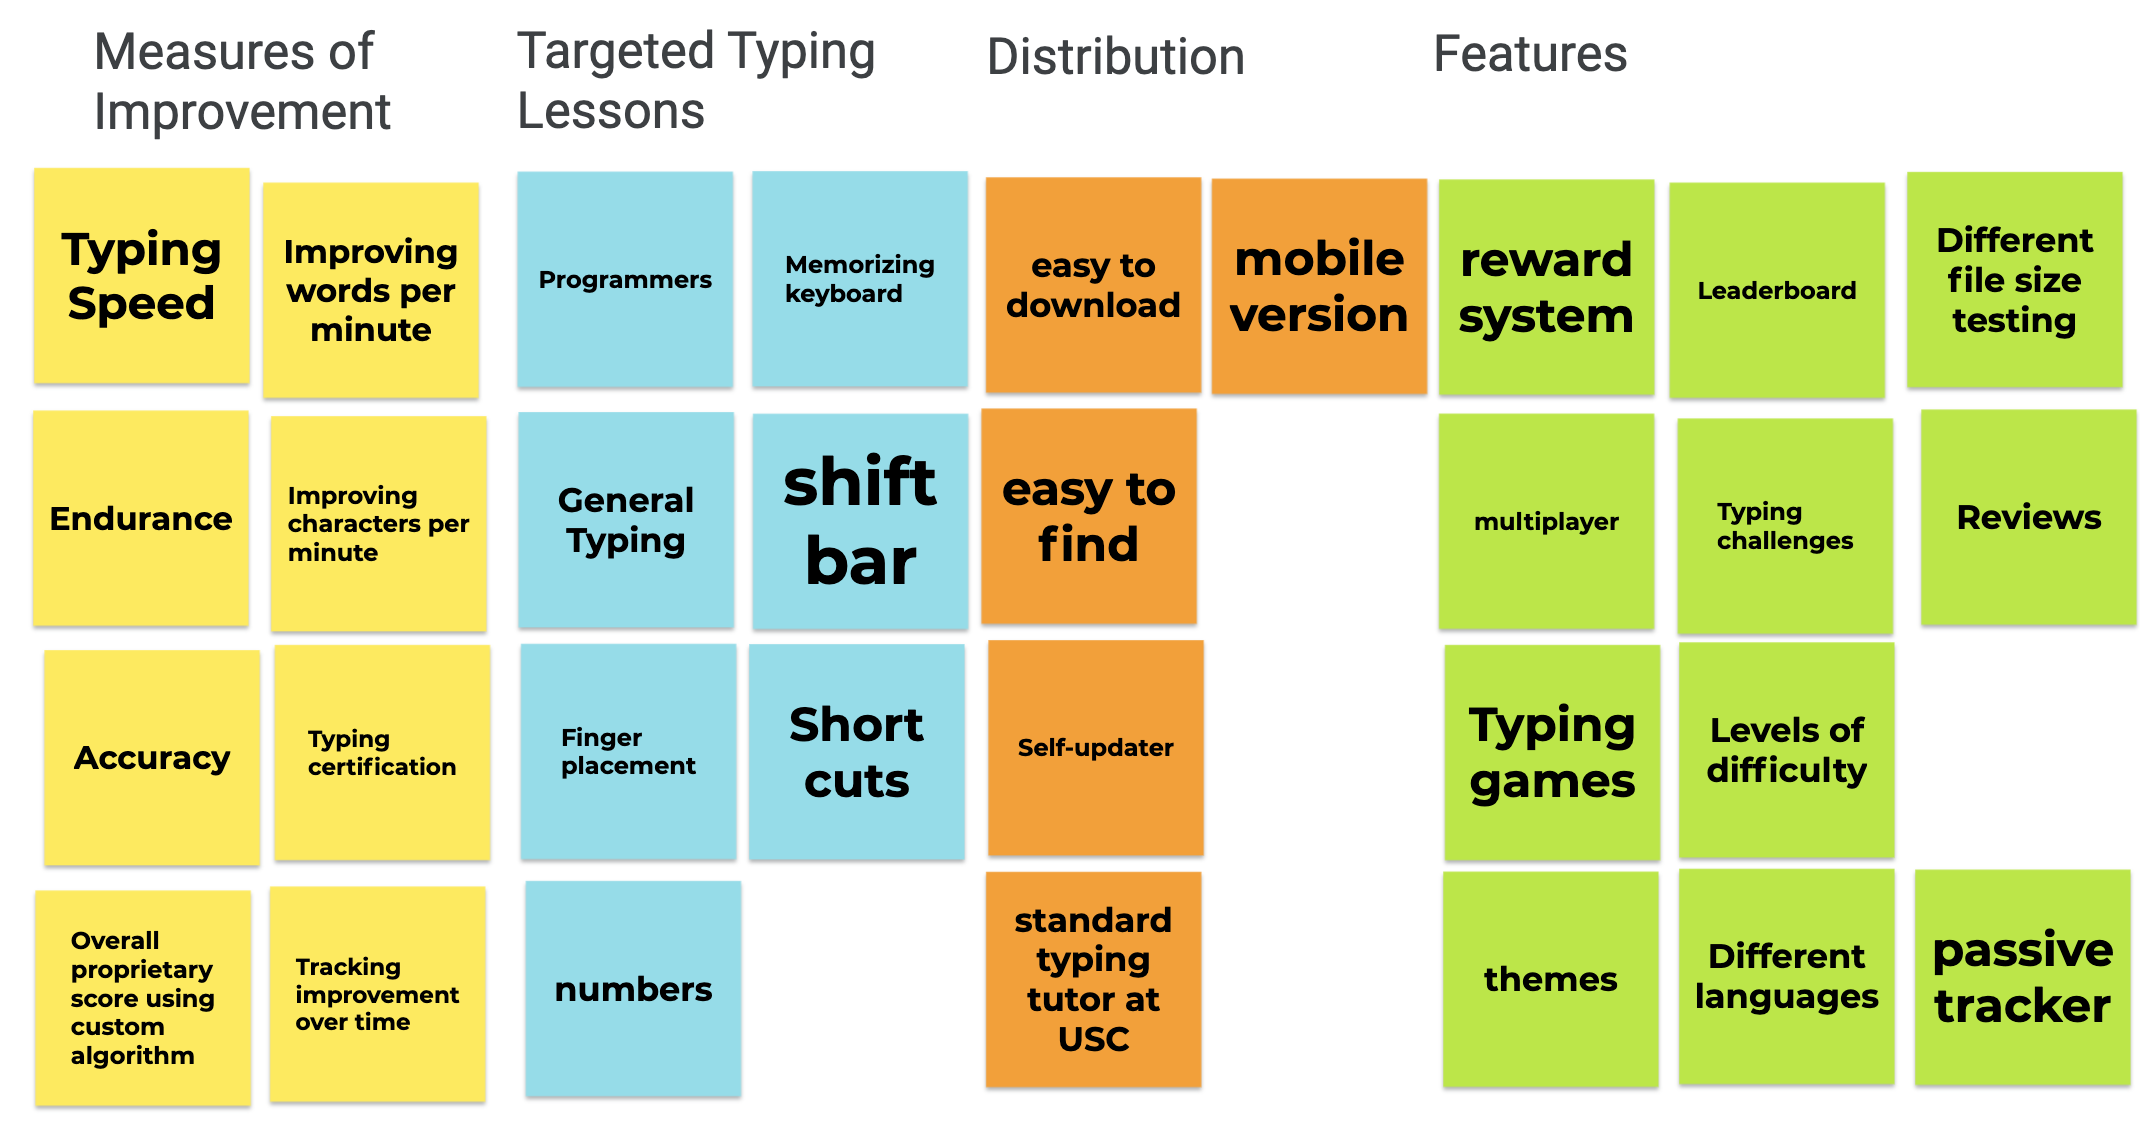 Measures of
Improvement
Targeted Typing
Lessons
Distribution
Features
Typing
Speed
Improving
words per
minute
Endurance
Improving
characters per
minute
Accuracy
Typing
certification
Overall
proprietary
score using
custom
algorithm
Tracking
improvement
over time
Programmers
Memorizing
keyboard
General
Typing
shift
bar
Finger
placement
Short
cuts
numbers
easy to
download
mobile
version
easy to
find
Self-updater
standard
typing
tutor at
USC
reward
system
Leaderboard
Different
file size
testing
multiplayer
Typing
challenges
Reviews
Typing
games
Levels of
difficulty
themes
Different
languages
passive
tracker